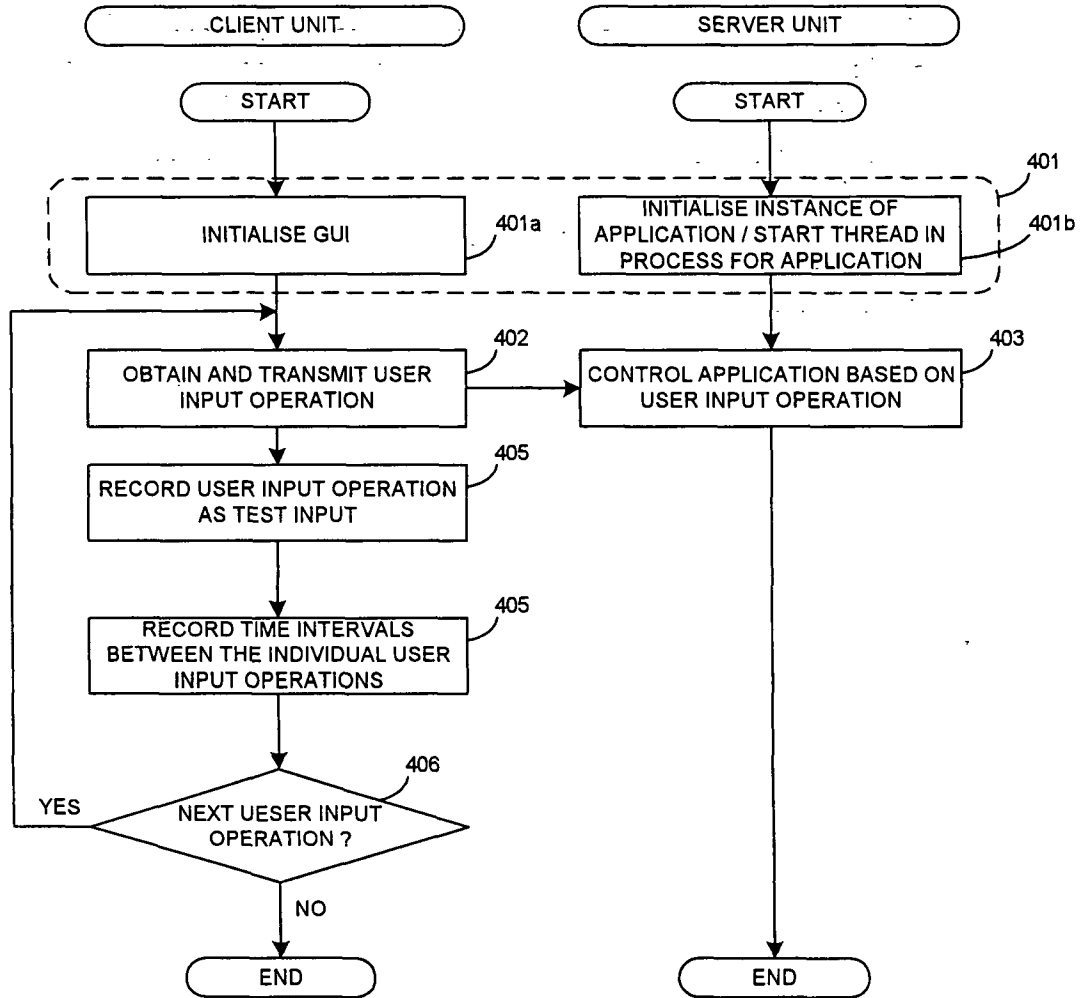 CLIENT UNIT
SERVER UNIT
START
START
401
INITIALISE GUI
401a
INITIALISE INSTANCE OF
APPLICATION / START THREAD IN
PROCESS FOR APPLICATION
401b
402
OBTAIN AND TRANSMIT USER
INPUT OPERATION
403
CONTROL APPLICATION BASED ON
USER INPUT OPERATION
405
RECORD USER INPUT OPERATION
AS TEST INPUT
405
RECORD TIME INTERVALS
BETWEEN THE INDIVIDUAL USER
INPUT OPERATIONS
406
YES
NEXT UESER INPUT
OPERATION ?
NO
END
END